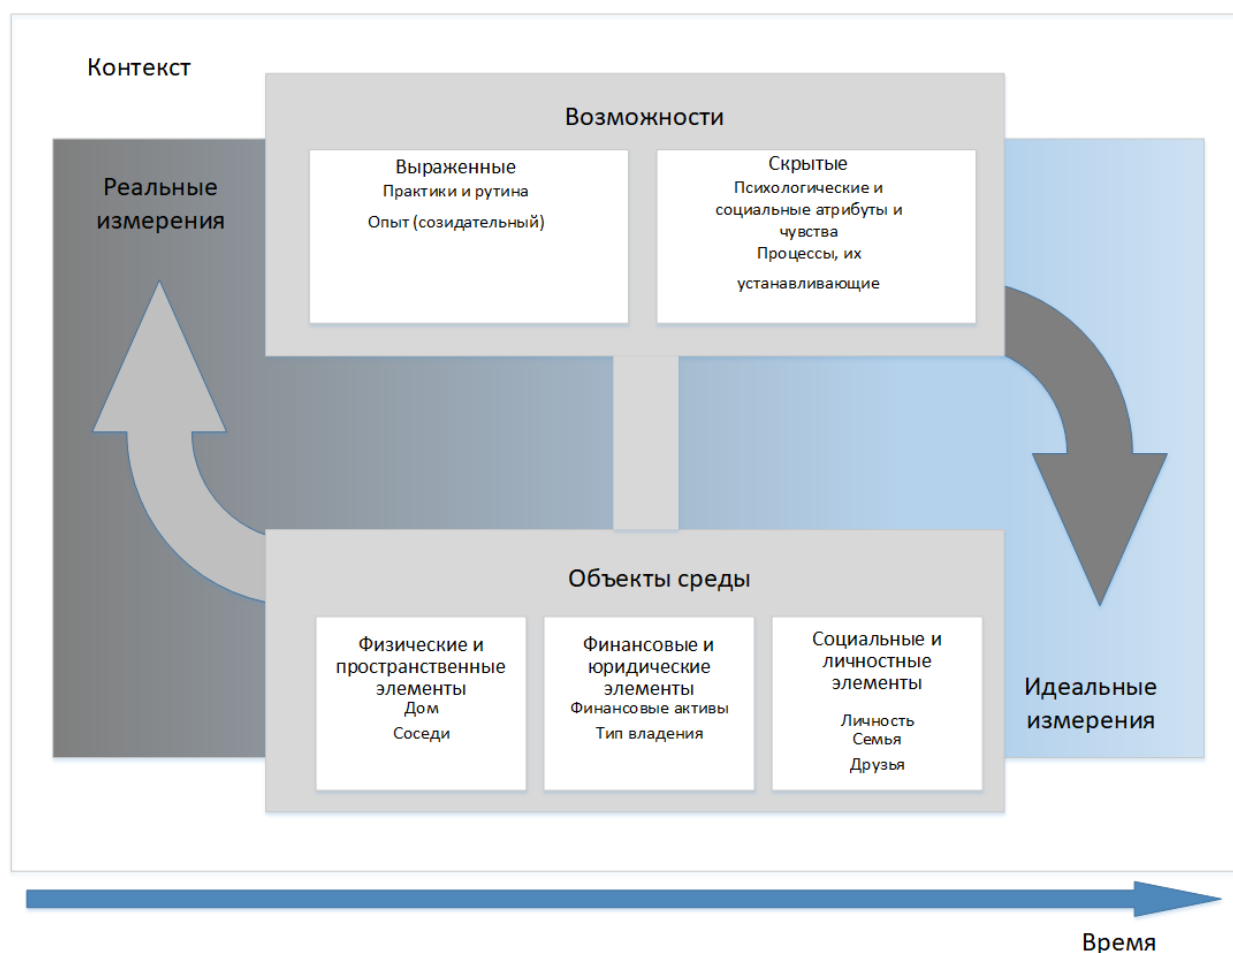 Контекст
Возможности
Реальные
измерения
Выраженные
Практики и рутина
Опыт (созидательный)
Скрытые
Психологические и
социальные атрибуты и
чувства
Процессы, их
устанавливающие
Объекты среды
Физические и
пространственные
элементы
Дом
Соседи
Финансовые и
юридические
элементы
Финансовые активы
Тип владения
Социальные и
личностные
элементы
Личность
Семья
Друзья
Идеальные
измерения
Время